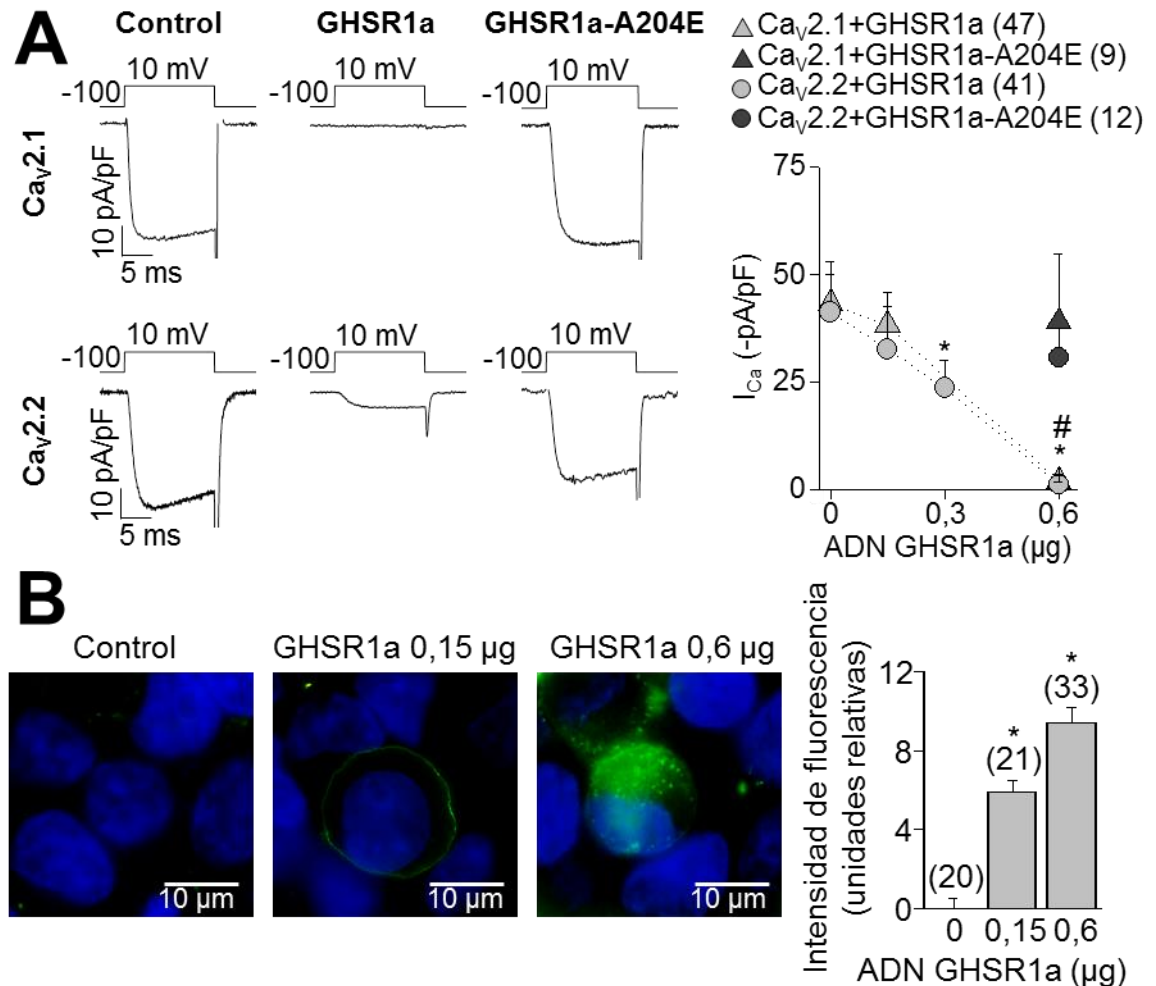 A
Control
GHSR1a
GHSR1a-A204E
10 mV
10 mV
10 mV
-100
-100
-100
CaV2.1
10 pA/pF
5 ms
10 mV
10 mV
10 mV
-100
-100
-100
CaV2.2
10 pA/pF
5 ms
CaV2.1+GHSR1a (47)
CaV2.1+GHSR1a-A204E (9)
CaV2.2+GHSR1a (41)
CaV2.2+GHSR1a-A204E (12)
75
50
25
0
ICa (-pA/pF)
*
#
*
0
0,3
0,6
ADN GHSR1a (µg)
B
Control
GHSR1a 0,15 µg
GHSR1a 0,6 µg
10 µm
10 µm
10 µm
Intensidad de fluorescencia
(unidades relativas)
12
8
4
0
(20)
*
(21)
*
(33)
0
0,15
0,6
ADN GHSR1a (µg)